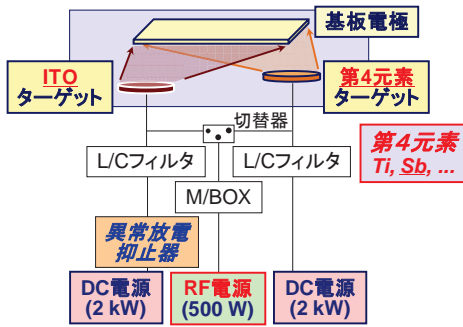 基板電極
ITO
ターゲット
第4元素
ターゲット
切替器
L/Cフィルタ
L/Cフィルタ
第4元素
Ti, Sb, ...
M/BOX
異常放電
抑止器
DC電源
(2 kW)
RF電源
(500 W)
DC電源
(2 kW)